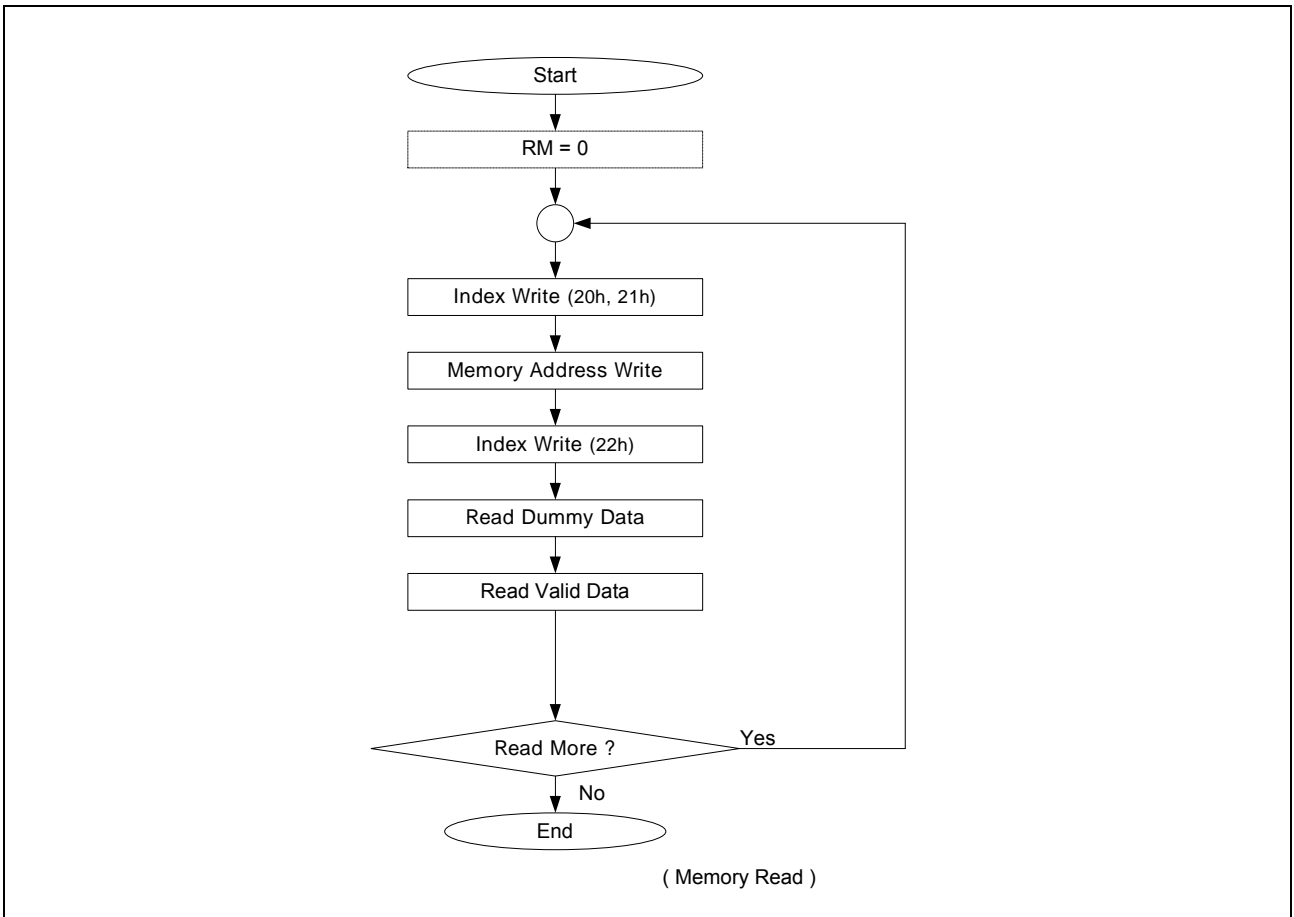 Start
RM = 0
Index Write (20h, 21h)
Memory Address Write
Index Write (22h)
Read Dummy Data
Read Valid Data
Read More ?
Yes
No
End
( Memory Read )